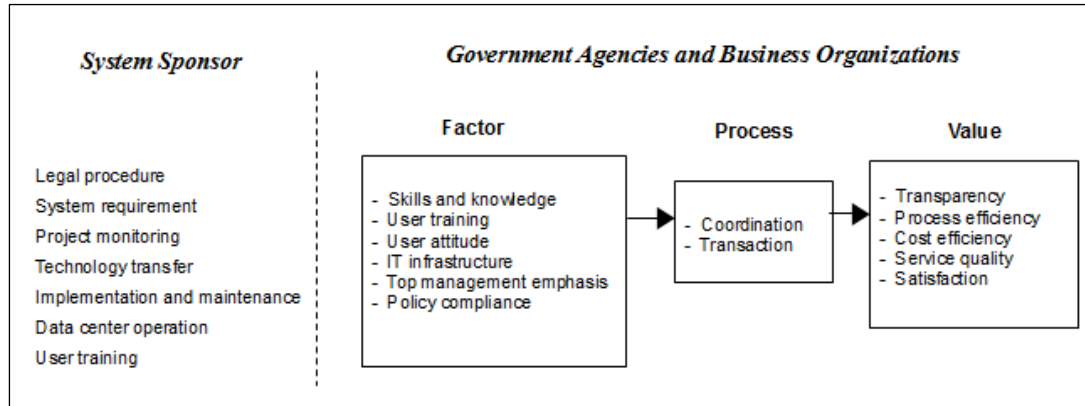 System Sponsor
Legal procedure
System requirement
Project monitoring
Technology transfer
Implementation and maintenance
Data center operation
User training
Government Agencies and Business Organizations
Factor
- Skills and knowledge
- User training
- User attitude
- IT infrastructure
- Top management emphasis
- Policy compliance
Process
- Coordination
- Transaction
Value
- Transparency
- Process efficiency
- Cost efficiency
- Service quality
- Satisfaction